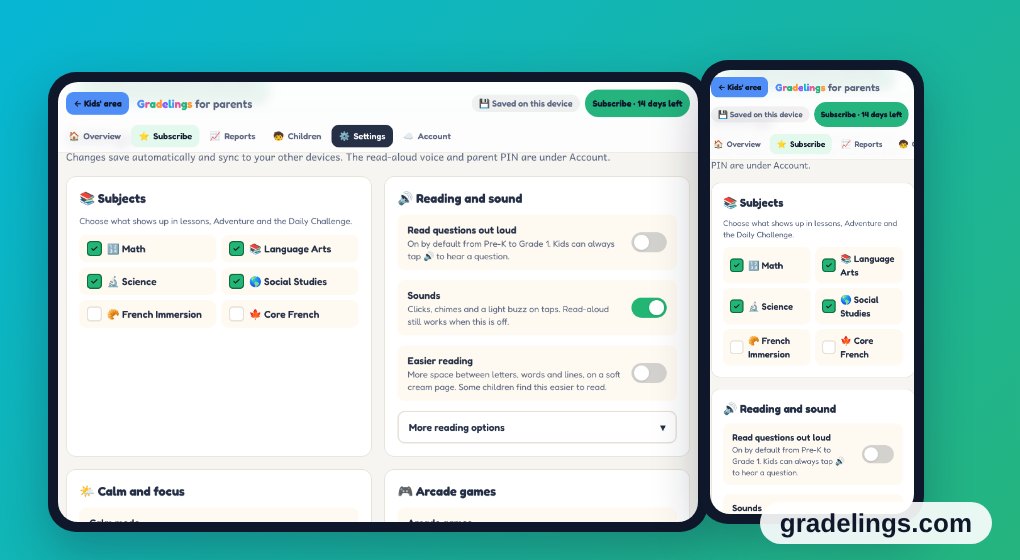 ← Kids' area
Gradelings for parents
💾 Saved on this device
Subscribe · 14 days left
🏠 Overview
⭐ Subscribe
📈 Reports
🧒 Children
⚙️ Settings
☁️ Account
Changes save automatically and sync to your other devices. The read-aloud voice and parent PIN are under Account.
📚 Subjects
Choose what shows up in lessons, Adventure and the Daily Challenge.
🔢 Math
📚 Language Arts
🔬 Science
🌎 Social Studies
🥐 French Immersion
🍁 Core French
🔊 Reading and sound
Read questions out loud
On by default from Pre-K to Grade 1. Kids can always
tap 🔊 to hear a question.
Sounds
Clicks, chimes and a light buzz on taps. Read-aloud
still works when this is off.
Easier reading
More space between letters, words and lines, on a soft
cream page. Some children find this easier to read.
More reading options ▼
🌤️ Calm and focus
🎮 Arcade games
← Kids' area
Gradelings for parents
💾 Saved on this device
Subscribe · 14 days left
🏠 Overview
⭐ Subscribe
📈 Reports
PIN are under Account.
📚 Subjects
Choose what shows up in lessons, Adventure and
the Daily Challenge.
🔢 Math
📚 Language
Arts
🔬 Science
🌎 Social
Studies
🥐 French
Immersion
🍁 Core
French
🔊 Reading and sound
Read questions out loud
On by default from Pre-K to
Grade 1. Kids can always tap 🔊
to hear a question.
Sounds
gradelings.com